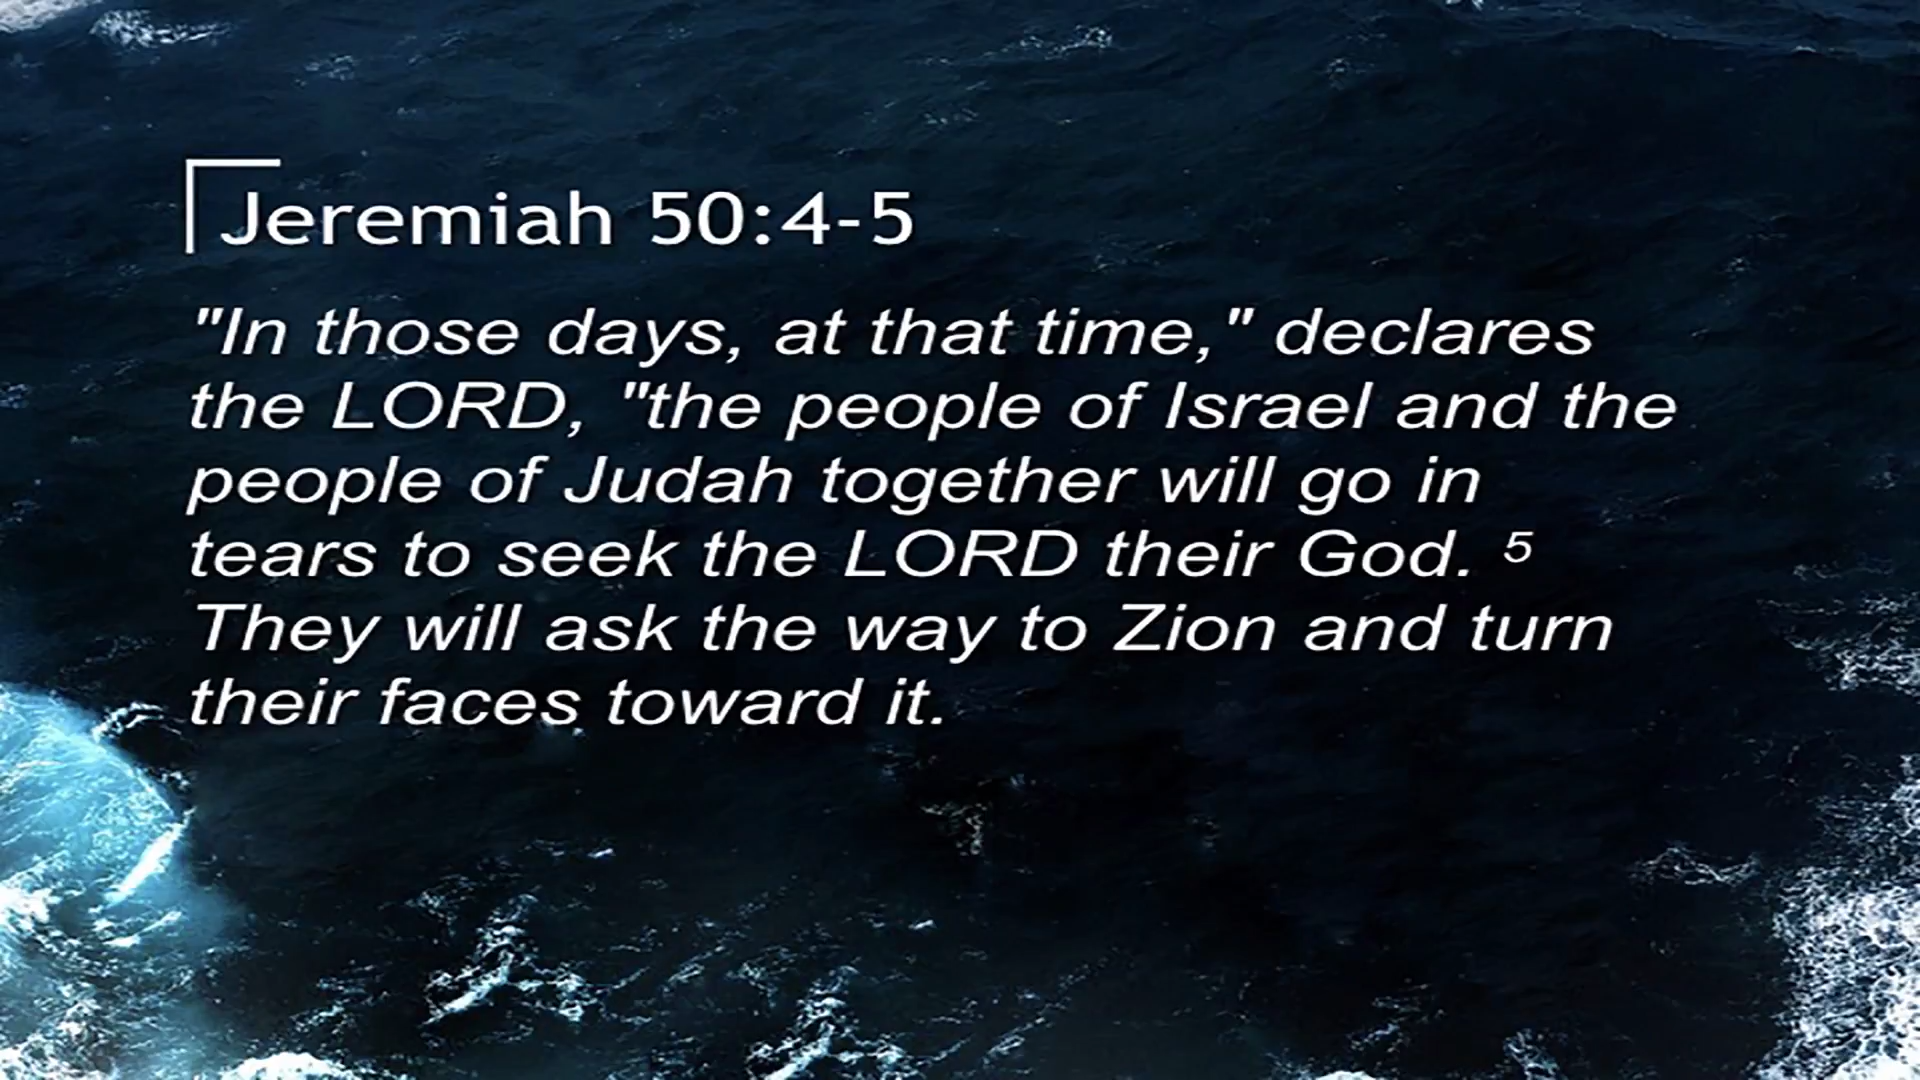 Jeremiah 50:4-5
"In those days, at that time," declares
the LORD, "the people of Israel and the
people of Judah together will go in
tears to seek the LORD their God. ⁵
They will ask the way to Zion and turn
their faces toward it.